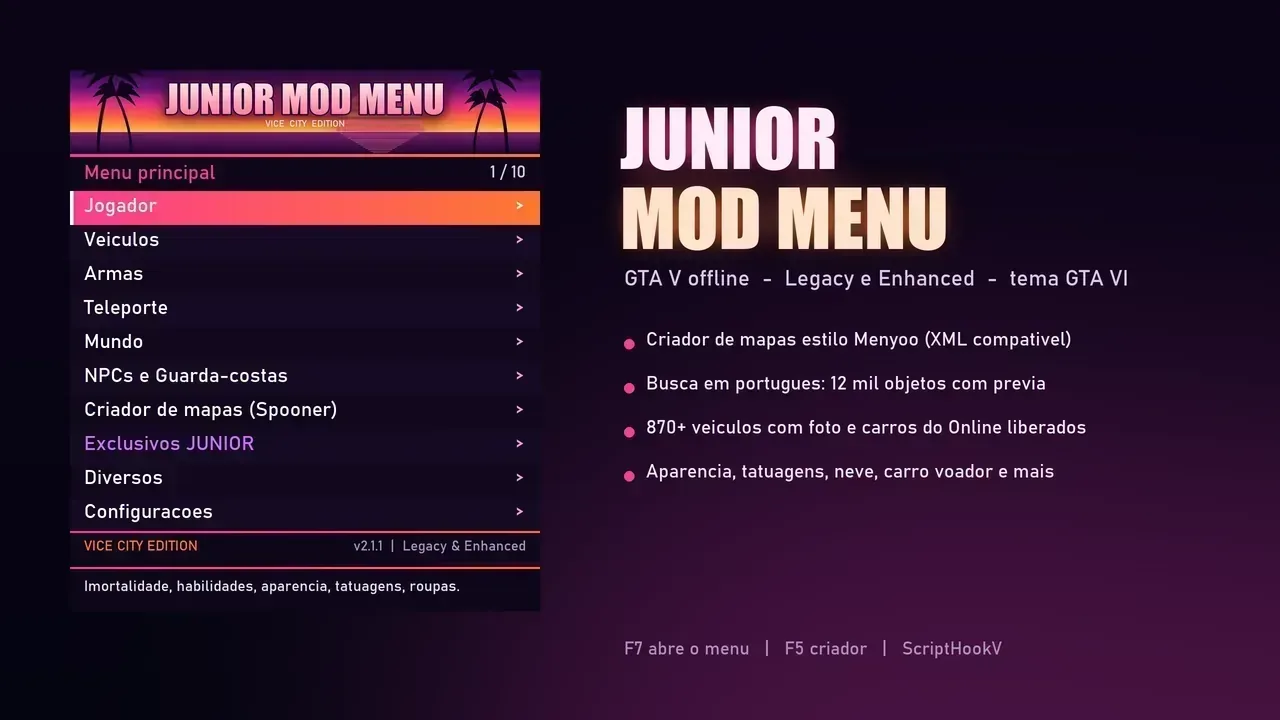 JUNIOR MOD MENU
VICE CITY EDITION
Menu principal 1 / 10
Jogador >
Veiculos >
Armas >
Teleporte >
Mundo >
NPCs e Guarda-costas >
Criador de mapas (Spooner) >
Exclusivos JUNIOR >
Diversos >
Configuracoes >
VICE CITY EDITION v2.1.1 | Legacy & Enhanced
Imortalidade, habilidades, aparencia, tatuagens, roupas.
JUNIOR
MOD MENU
GTA V offline - Legacy e Enhanced - tema GTA VI
Criador de mapas estilo Menyoo (XML compativel)
Busca em portugues: 12 mil objetos com previa
870+ veiculos com foto e carros do Online liberados
Aparencia, tatuagens, neve, carro voador e mais
F7 abre o menu | F5 criador | ScriptHookV